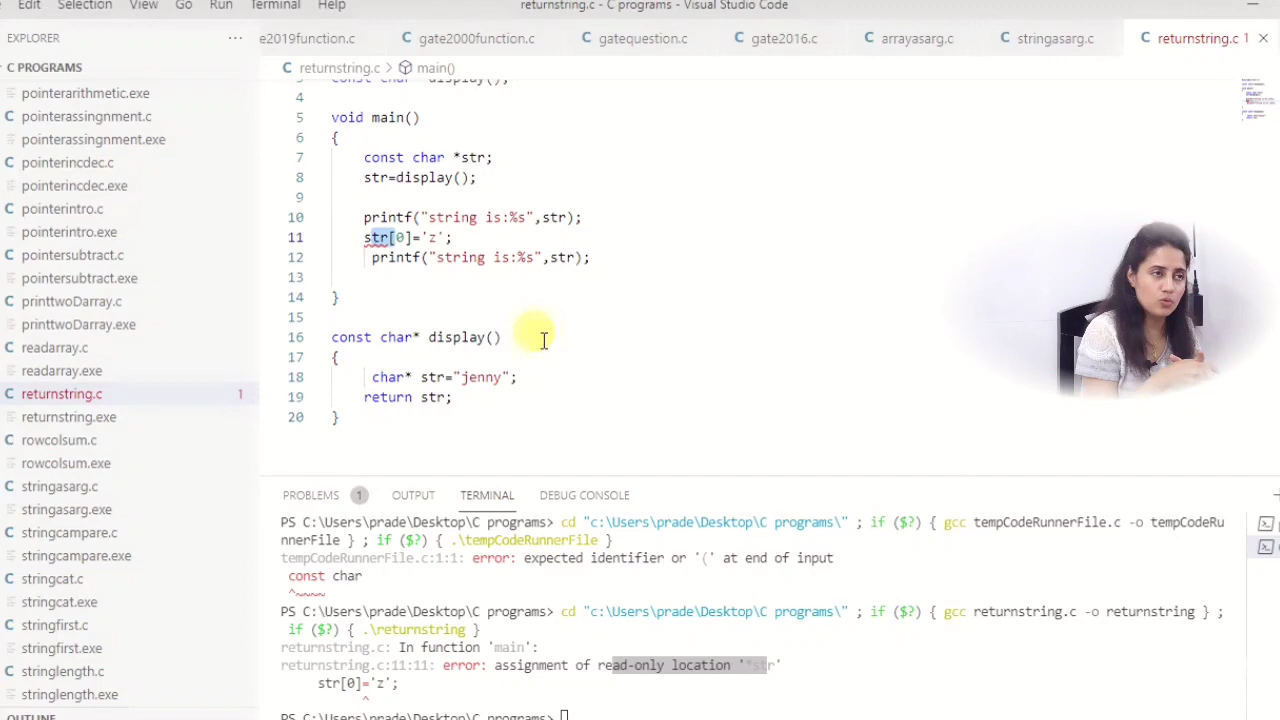 Edit Selection View Go Run Terminal Help returnstring.c - C programs - Visual Studio Code
EXPLORER ··· e2019function.c C gate2000function.c C gatequestion.c C gate2016.c C arrayasarg.c C stringasarg.c C returnstring.c 1
C PROGRAMS
C returnstring.c > main()
const char* display();
4
5 void main()
6 {
7 const char *str;
8 str=display();
9
10 printf("string is:%s",str);
11 str[0]='z';
12 printf("string is:%s",str);
13
14 }
15
16 const char* display()
17 {
18 char* str="jenny";
19 return str;
20 }
C pointerarithmetic.exe
C pointerassingnment.c
pointerassingnment.exe
C pointerincdec.c
pointerincdec.exe
C pointerintro.c
pointerintro.exe
C pointersubtract.c
pointersubtract.exe
C printtwoDarray.c
printtwoDarray.exe
C readarray.c
readarray.exe
C returnstring.c 1
returnstring.exe
C rowcolsum.c
rowcolsum.exe
C stringasarg.c
stringasarg.exe
C stringcampare.c
stringcampare.exe
C stringcat.c
stringcat.exe
C stringfirst.c
stringfirst.exe
C stringlength.c
stringlength.exe
OUTLINE
PROBLEMS 1 OUTPUT TERMINAL DEBUG CONSOLE
PS C:\Users\prade\Desktop\C programs> cd "c:\Users\prade\Desktop\C programs\" ; if ($?) { gcc tempCodeRunnerFile.c -o tempCodeRu
nnerFile } ; if ($?) { .\tempCodeRunnerFile }
tempCodeRunnerFile.c:1:1: error: expected identifier or '(' at end of input
const char
^~~~~
PS C:\Users\prade\Desktop\C programs> cd "c:\Users\prade\Desktop\C programs\" ; if ($?) { gcc returnstring.c -o returnstring } ;
if ($?) { .\returnstring }
returnstring.c: In function 'main':
returnstring.c:11:11: error: assignment of read-only location '*str'
str[0]='z';
^
PS C:\Users\prade\Desktop\C programs>